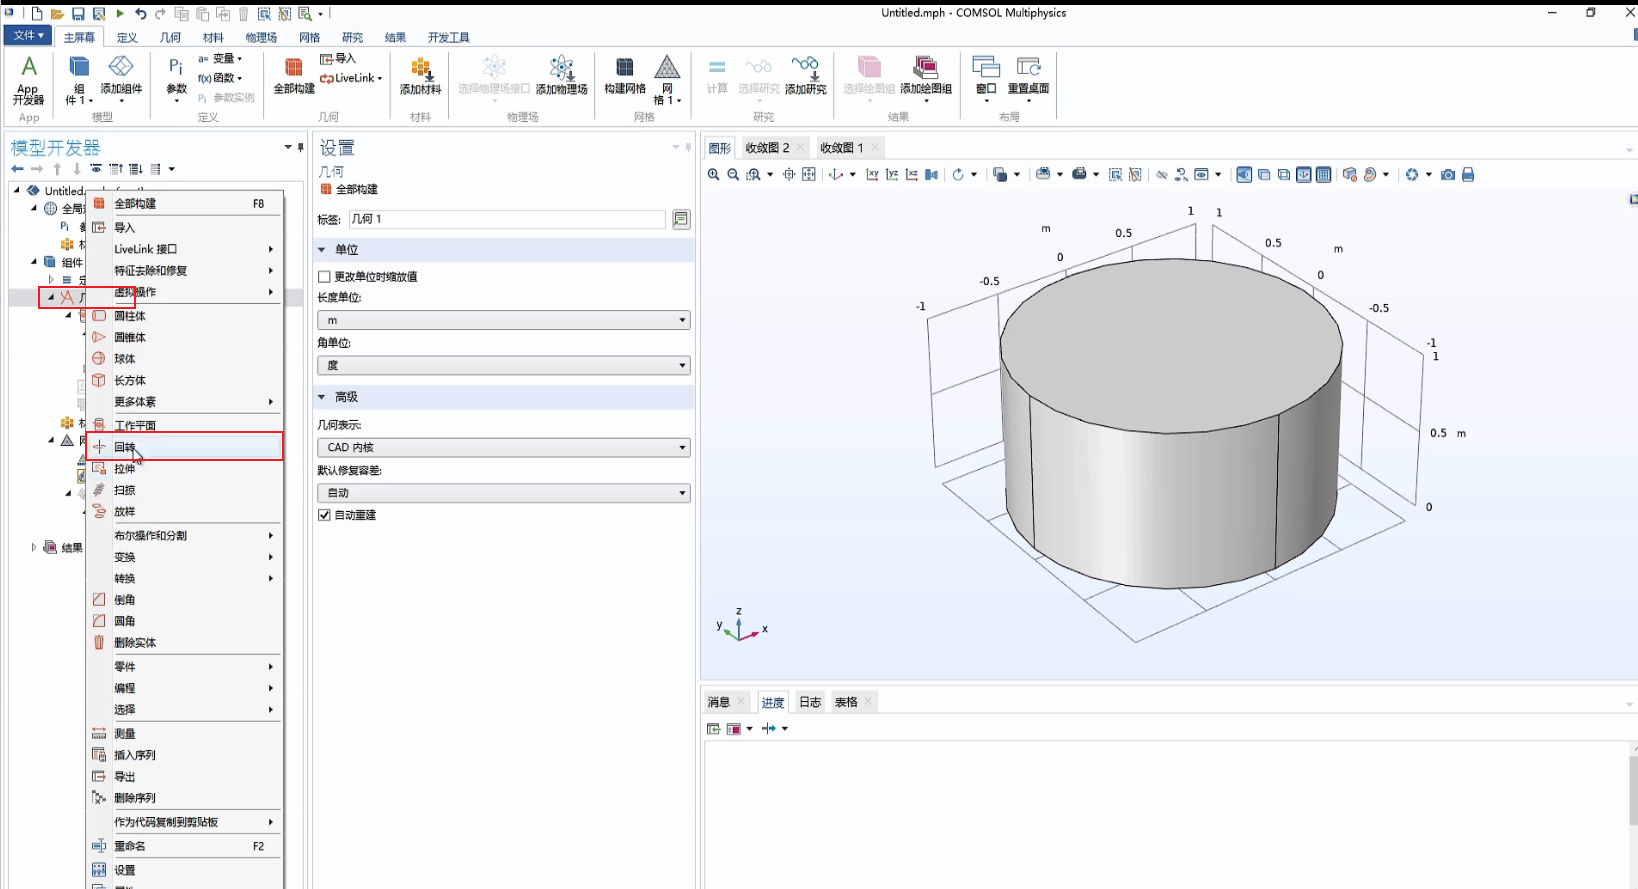 Untitled.mph - COMSOL Multiphysics
文件 主屏幕 定义 几何 材料 物理场 网格 研究 结果 开发工具
App 开发器
组件 1
添加组件
Pi 参数
a= 变量
f(x) 函数
Pi 参数实例
全部构建
导入
LiveLink
添加材料
选择物理场接口
添加物理场
构建网格
网格 1
计算
选择研究
添加研究
选择绘图组
添加绘图组
窗口
重置桌面
App 模型 定义 几何 材料 物理场 网格 研究 结果 布局
模型开发器
Untitled.
全局
Pi
组件
结果
全部构建 F8
导入
LiveLink 接口
特征去除和修复
虚拟操作
圆柱体
圆锥体
球体
长方体
更多体素
工作平面
回转
拉伸
扫掠
放样
布尔操作和分割
变换
转换
倒角
圆角
删除实体
零件
编程
选择
测量
插入序列
导出
删除序列
作为代码复制到剪贴板
重命名 F2
设置
设置
几何
全部构建
标签: 几何 1
单位
更改单位时缩放值
长度单位:
m
角单位:
度
高级
几何表示:
CAD 内核
默认修复容差:
自动
自动重建
图形 收敛图 2 收敛图 1
xy yz xz
m 0.5 1 1 0.5 m
0 0
-0.5 -0.5
-1 -1
1
0.5 m
0
z
y x
消息 进度 日志 表格